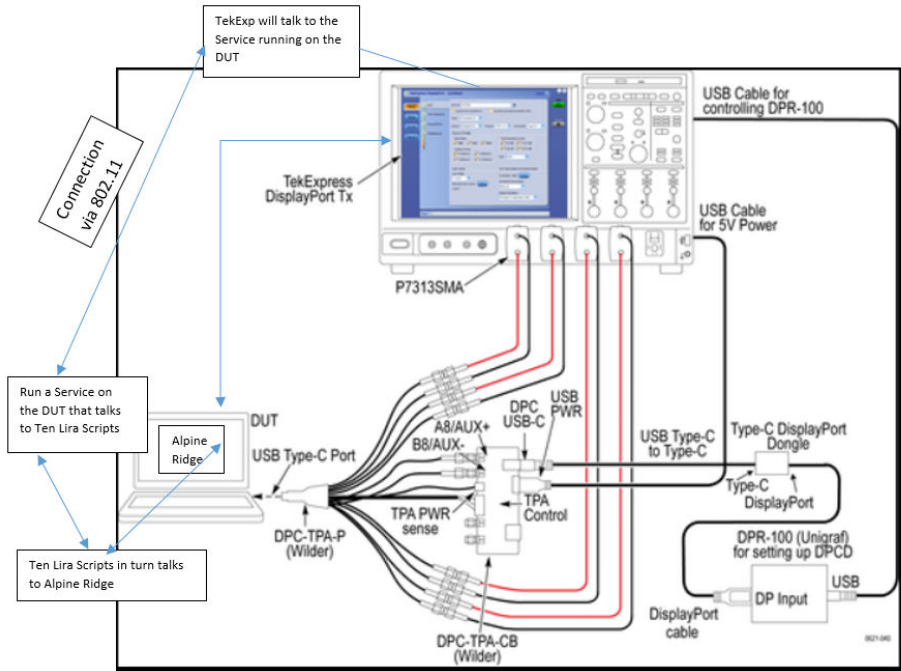 TekExp will talk to the
Service running on the
DUT
Connection
via 802.11
USB Cable for
controlling DPR-100
TekExpress
DisplayPort Tx
USB Cable
for 5V Power
P7313SMA
Run a Service on
the DUT that talks
to Ten Lira Scripts
DUT
Alpine
Ridge
USB Type-C Port
A8/AUX+
B8/AUX-
DPC
USB-C
USB
PWR
USB Type-C
to Type-C
Type-C DisplayPort
Dongle
Type-C
DisplayPort
TPA PWR
sense
TPA
Control
DPC-TPA-P
(Wilder)
DPR-100 (Unigraf)
for setting up DPCD
Ten Lira Scripts in turn talks
to Alpine Ridge
USB
DP Input
DisplayPort
cable
DPC-TPA-CB
(Wilder)
0621-040